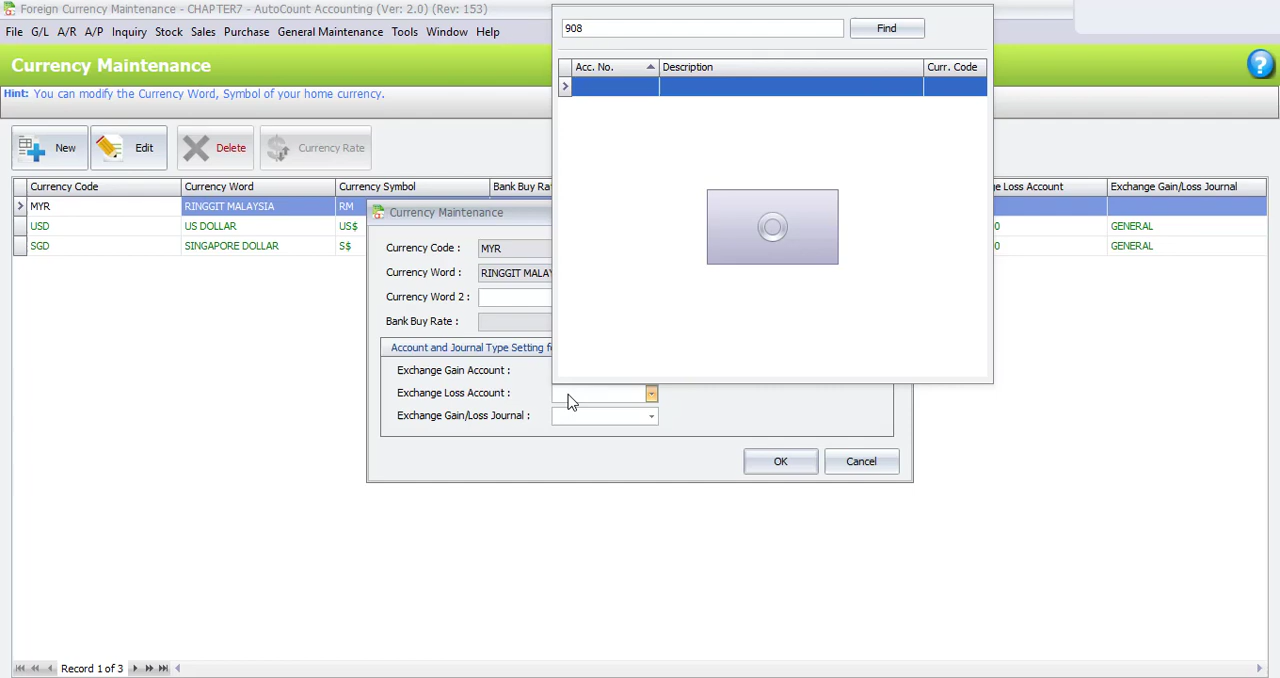 Foreign Currency Maintenance - CHAPTER7 - AutoCount Accounting (Ver: 2.0) (Rev: 153)
File G/L A/R A/P Inquiry Stock Sales Purchase General Maintenance Tools Window Help
Currency Maintenance
Hint: You can modify the Currency Word, Symbol of your home currency.
New Edit Delete Currency Rate
Currency Code Currency Word Currency Symbol Bank Buy Loss Account Exchange Gain/Loss Journal
MYR RINGGIT MALAYSIA RM
USD US DOLLAR US$ 0 GENERAL
SGD SINGAPORE DOLLAR S$ 0 GENERAL
908 Find
Acc. No. Description Curr. Code
Currency Maintenance
Currency Code : MYR
Currency Word : RINGGIT MALAY
Currency Word 2 :
Bank Buy Rate :
Account and Journal Type Setting
Exchange Gain Account :
Exchange Loss Account :
Exchange Gain/Loss Journal :
OK Cancel
Record 1 of 3